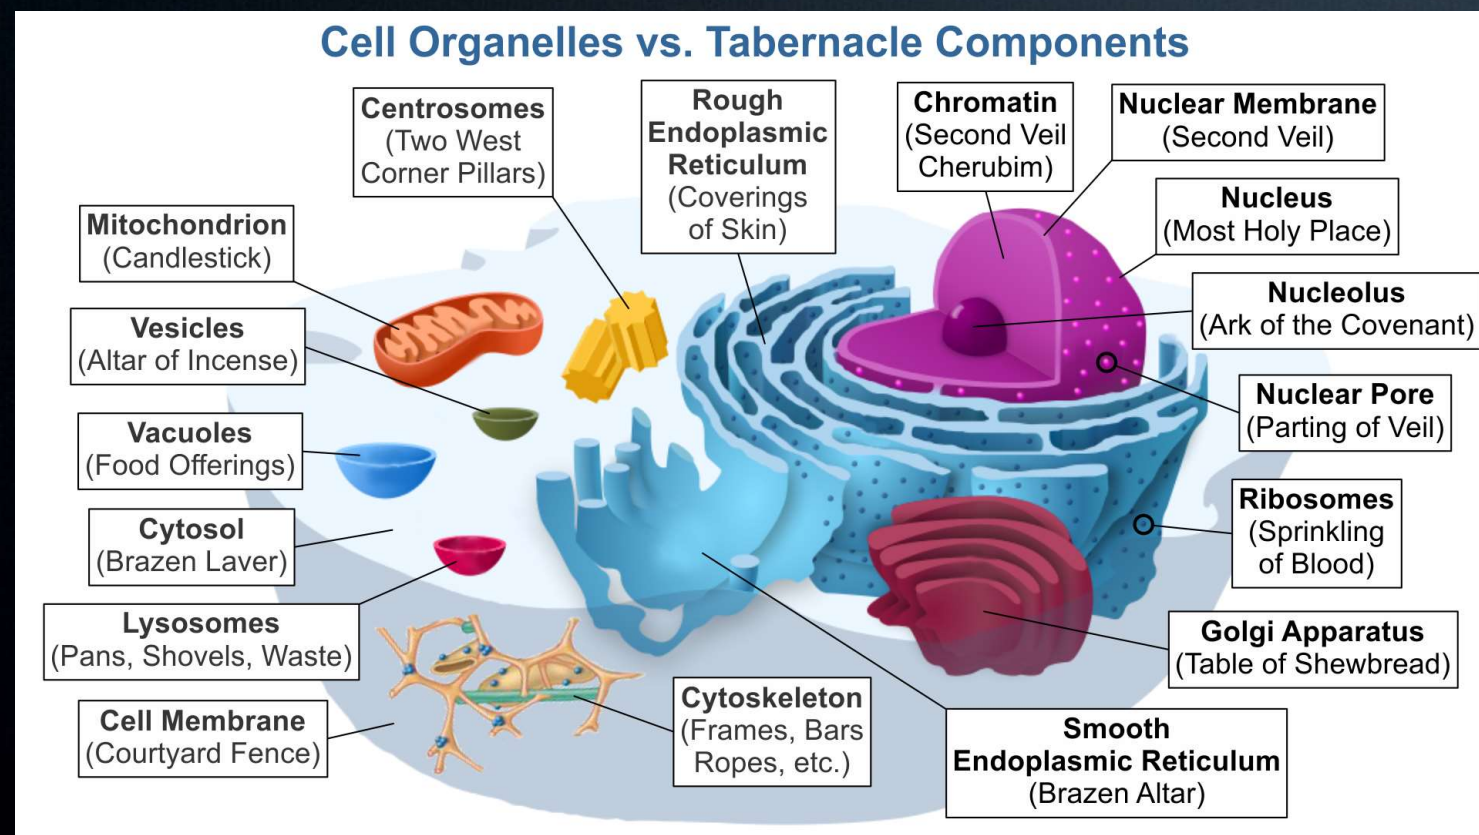 Cell Organelles vs. Tabernacle Components
Centrosomes
(Two West
Corner Pillars)
Rough
Endoplasmic
Reticulum
(Coverings
of Skin)
Chromatin
(Second Veil
Cherubim)
Nuclear Membrane
(Second Veil)
Mitochondrion
(Candlestick)
Nucleus
(Most Holy Place)
Vesicles
(Altar of Incense)
Nucleolus
(Ark of the Covenant)
Vacuoles
(Food Offerings)
Nuclear Pore
(Parting of Veil)
Cytosol
(Brazen Laver)
Ribosomes
(Sprinkling
of Blood)
Lysosomes
(Pans, Shovels, Waste)
Golgi Apparatus
(Table of Shewbread)
Cell Membrane
(Courtyard Fence)
Cytoskeleton
(Frames, Bars
Ropes, etc.)
Smooth
Endoplasmic Reticulum
(Brazen Altar)